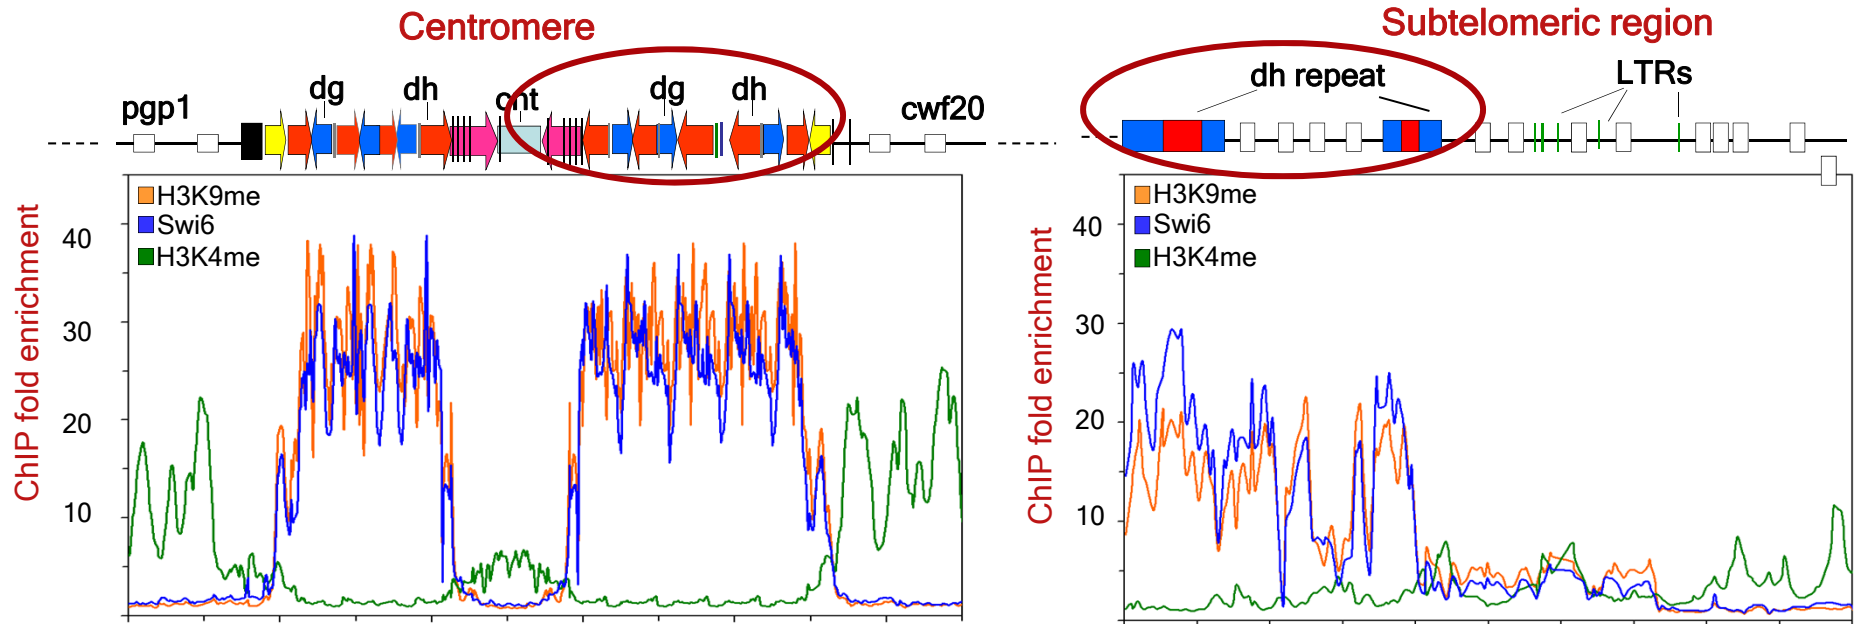 Centromere
dg
dh
cnt
dg
dh
pgp1
cwf20
H3K9me
Swi6
H3K4me
ChIP fold enrichment
40
30
20
10
Subtelomeric region
dh repeat
LTRs
H3K9me
Swi6
H3K4me
ChIP fold enrichment
40
30
20
10